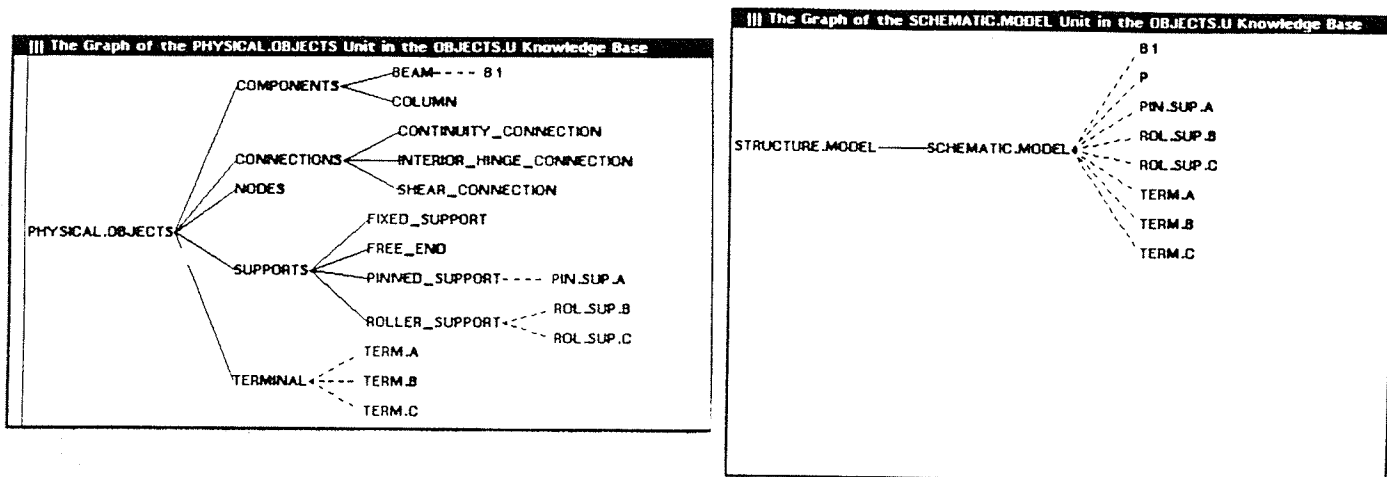 ||| The Graph of the PHYSICAL.OBJECTS Unit in the OBJECTS.U Knowledge Base
BEAM B1
COMPONENTS
COLUMN
CONTINUITY_CONNECTION
CONNECTIONS INTERIOR_HINGE_CONNECTION
NODES SHEAR_CONNECTION
FIXED_SUPPORT
PHYSICAL.OBJECTS
FREE_END
SUPPORTS
PINNED_SUPPORT PIN.SUP.A
ROL.SUP.B
ROLLER_SUPPORT
ROL.SUP.C
TERM.A
TERMINAL TERM.B
TERM.C
||| The Graph of the SCHEMATIC.MODEL Unit in the OBJECTS.U Knowledge Base
B1
P
PIN.SUP.A
ROL.SUP.B
STRUCTURE.MODEL SCHEMATIC.MODEL
ROL.SUP.C
TERM.A
TERM.B
TERM.C